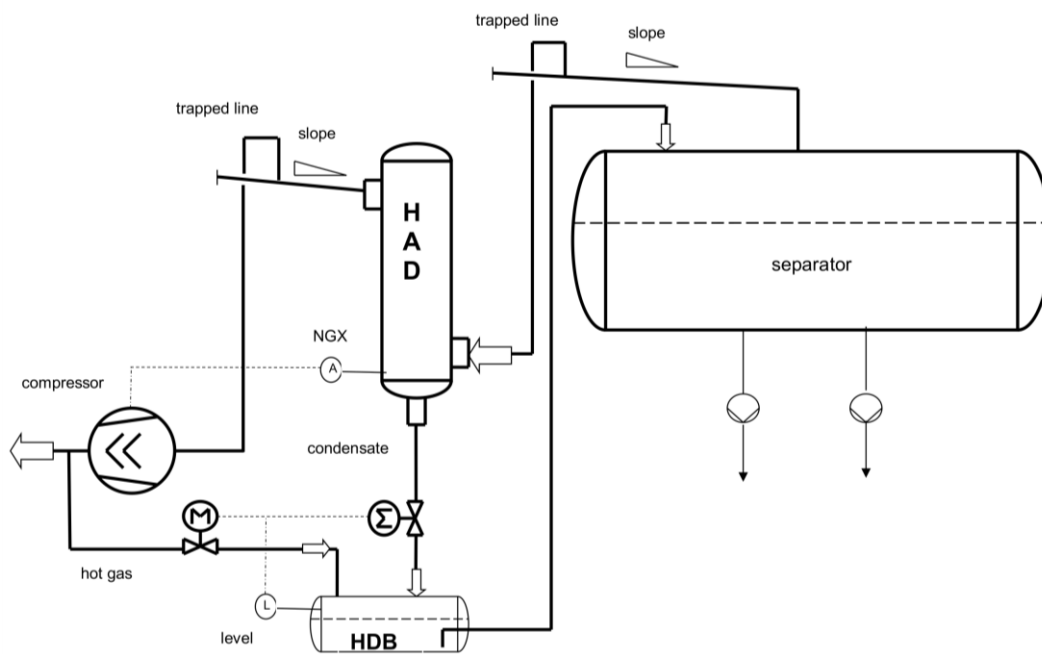 trapped line
slope
trapped line
slope
H
A
D
separator
NGX
A
compressor
condensate
M
Σ
hot gas
L
level
HDB